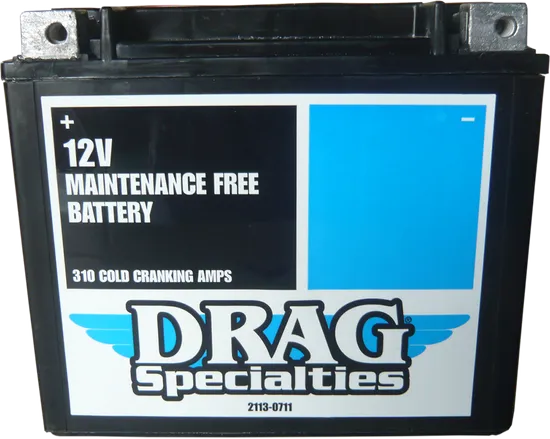 + -
12V
MAINTENANCE FREE
BATTERY
310 COLD CRANKING AMPS
DRAG®
Specialties
2113-0711